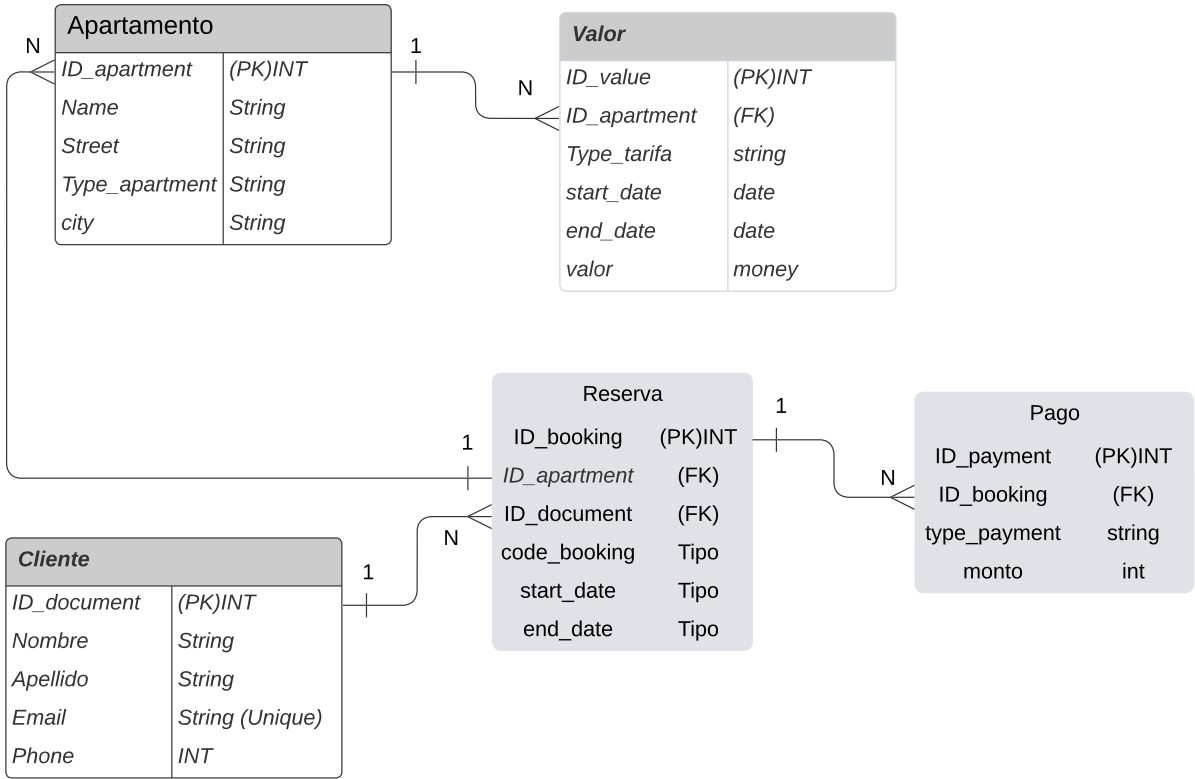 Apartamento
N
1
ID_apartment (PK)INT
Name String
Street String
Type_apartment String
city String
Valor
N
ID_value (PK)INT
ID_apartment (FK)
Type_tarifa string
start_date date
end_date date
valor money
Reserva
1
1
ID_booking (PK)INT
ID_apartment (FK)
ID_document (FK)
N
code_booking Tipo
start_date Tipo
end_date Tipo
Pago
N
ID_payment (PK)INT
ID_booking (FK)
type_payment string
monto int
Cliente
1
ID_document (PK)INT
Nombre String
Apellido String
Email String (Unique)
Phone INT